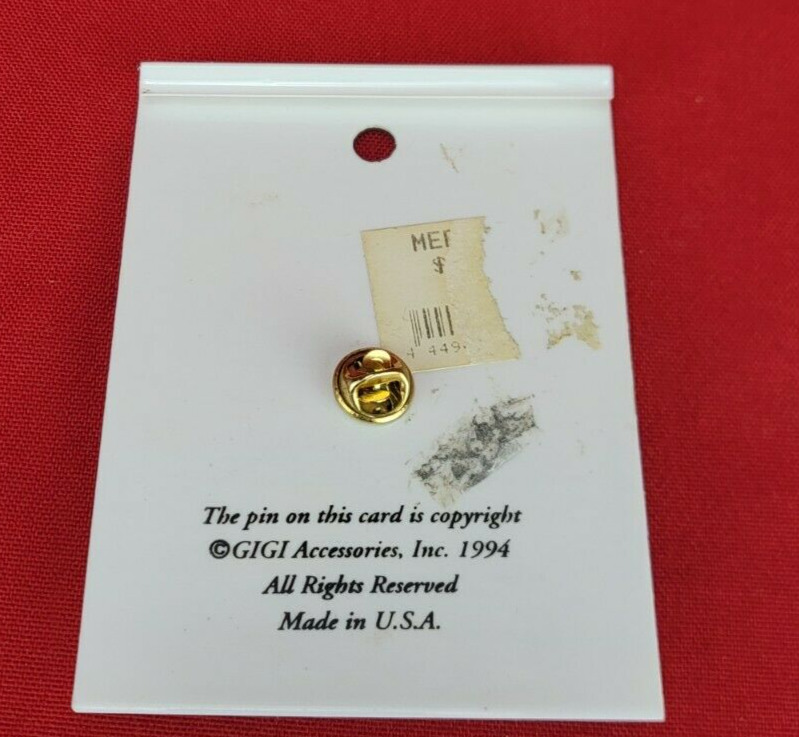 $
The pin on this card is copyright
©GIGI Accessories, Inc. 1994
All Rights Reserved
Made in U.S.A.